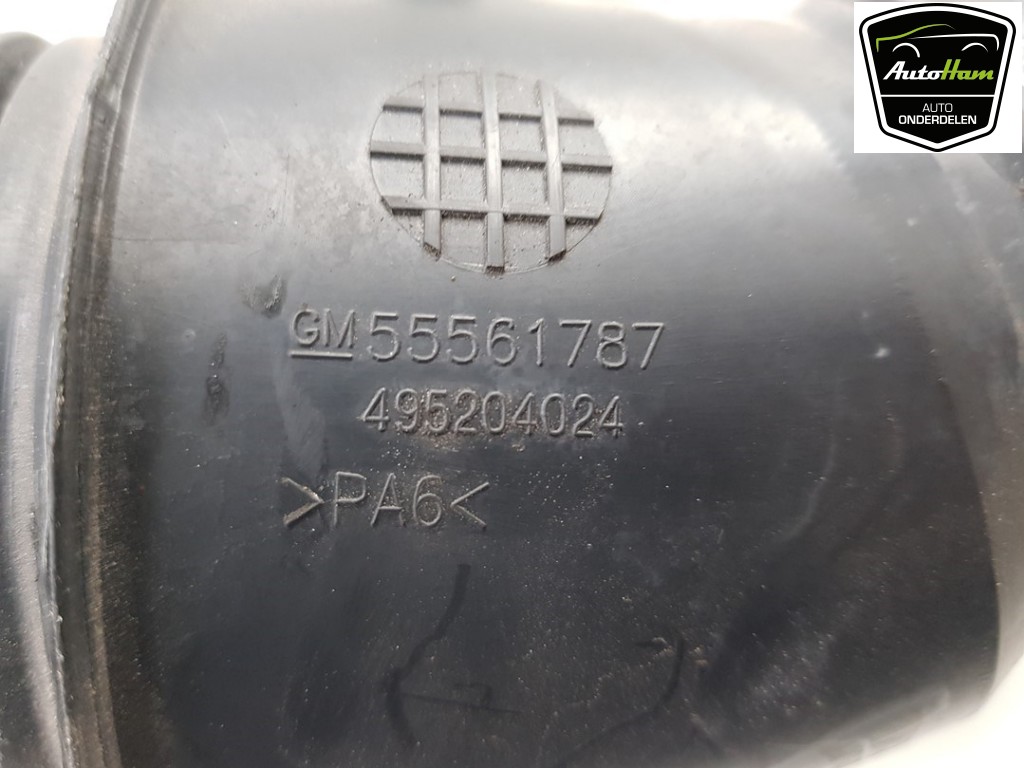 AutoHam
AUTO
ONDERDELEN
GM55561787
495204024
>PA6<